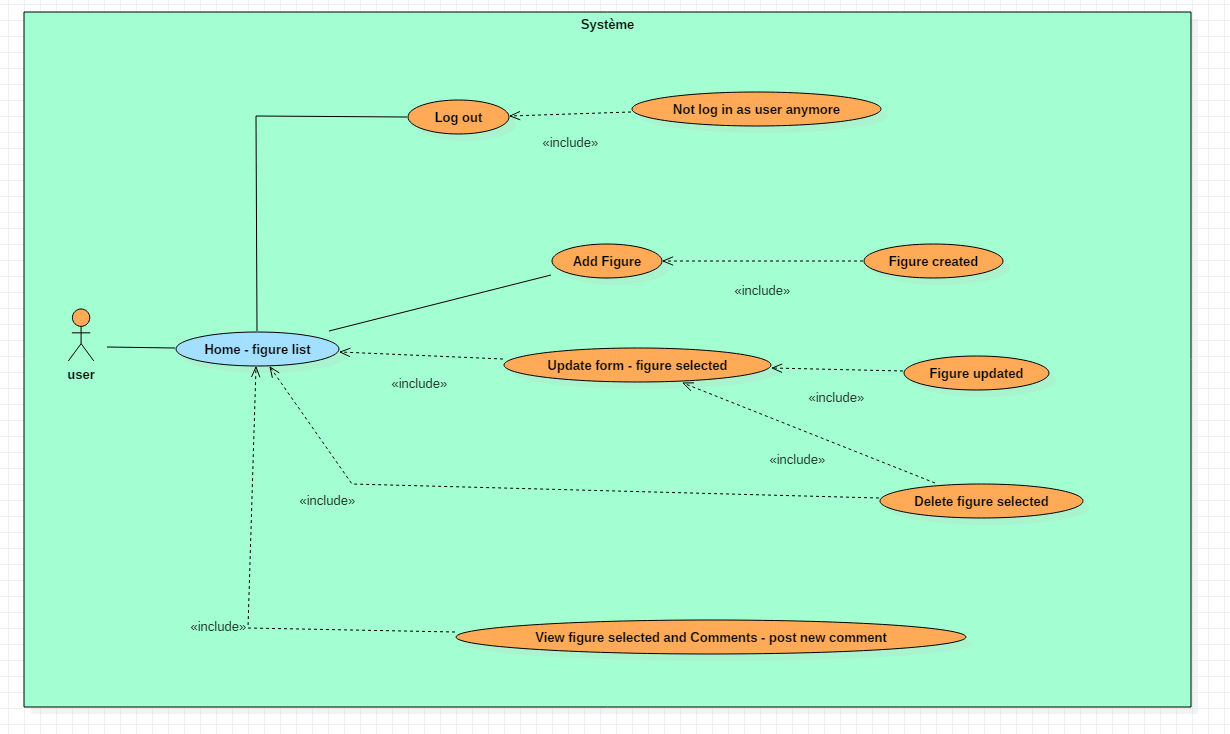 Système
Log out
Not log in as user anymore
«include»
Add Figure
Figure created
«include»
user
Home - figure list
Update form - figure selected
Figure updated
«include»
«include»
«include»
Delete figure selected
«include»
«include»
View figure selected and Comments - post new comment